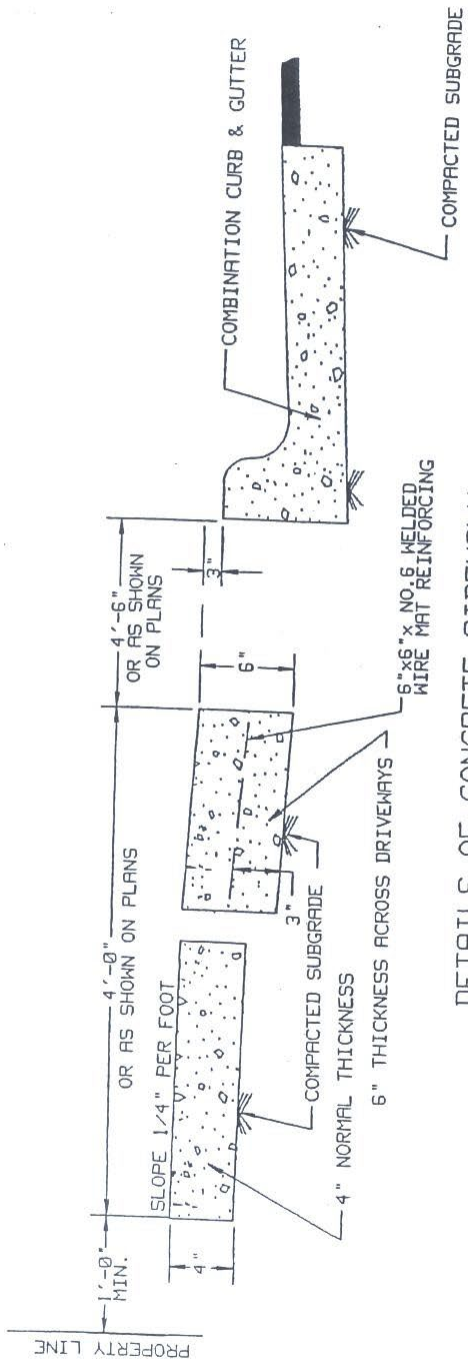 PROPERTY LINE
1'-0"
MIN.
4'-0"
OR AS SHOWN ON PLANS
4'-6"
OR AS SHOWN
ON PLANS
SLOPE 1/4" PER FOOT
4"
6"
3"
3"
COMBINATION CURB & GUTTER
COMPACTED SUBGRADE
4" NORMAL THICKNESS
COMPACTED SUBGRADE
6" THICKNESS ACROSS DRIVEWAYS
6"x6"x NO.6 WELDED
WIRE MAT REINFORCING
DETAILS OF CONCRETE